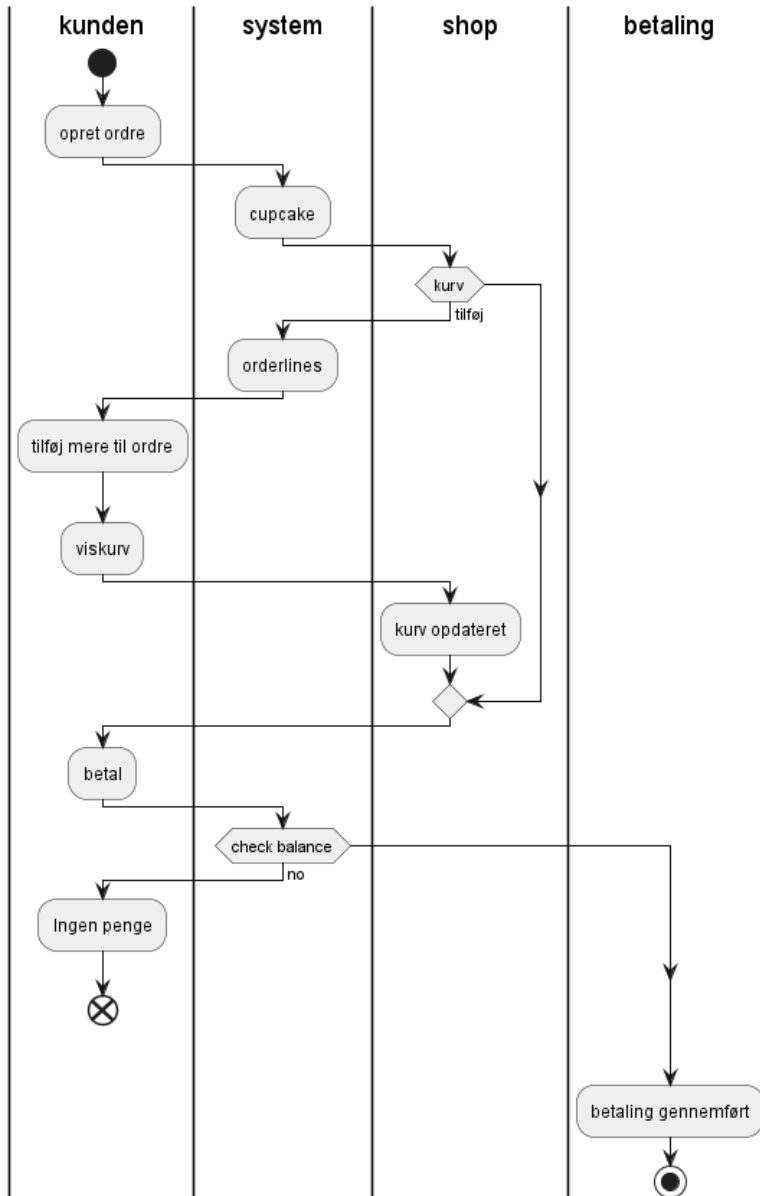 kunden
system
shop
betaling
opret ordre
cupcake
kurv
tilføj
orderlines
tilføj mere til ordre
viskurv
kurv opdateret
betal
check balance
no
Ingen penge
betaling gennemført